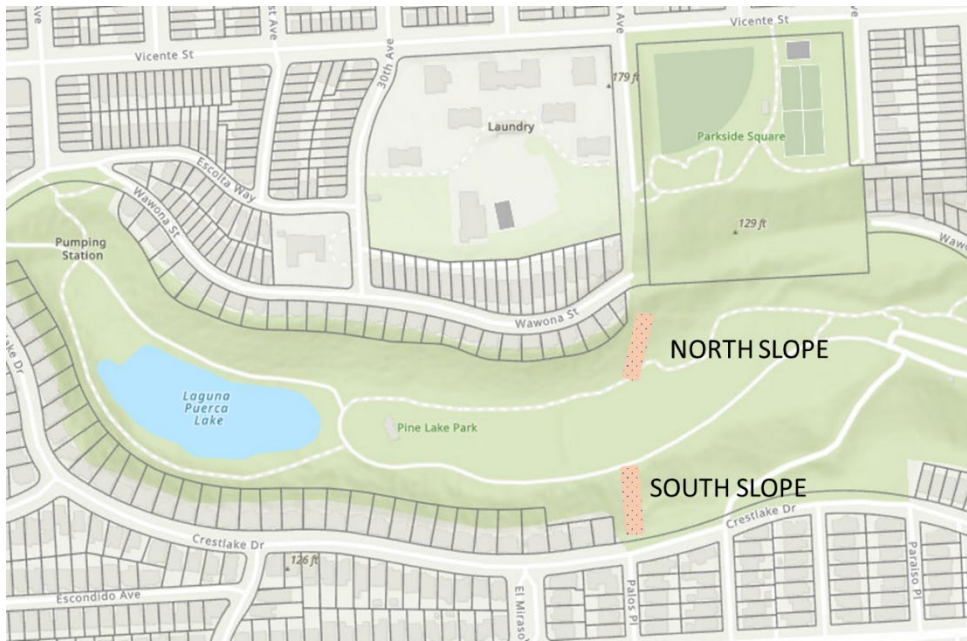 Vicente St
Vicente St
30th Ave
179 ft
Laundry
Parkside Square
Escolta Way
Wawona St
129 ft
Pumping
Station
Wawona St
NORTH SLOPE
Laguna
Puerca
Lake
Pine Lake Park
SOUTH SLOPE
Crestlake Dr
Crestlake Dr
126 ft
Escondido Ave
Palos Pl
Paraiso Pl